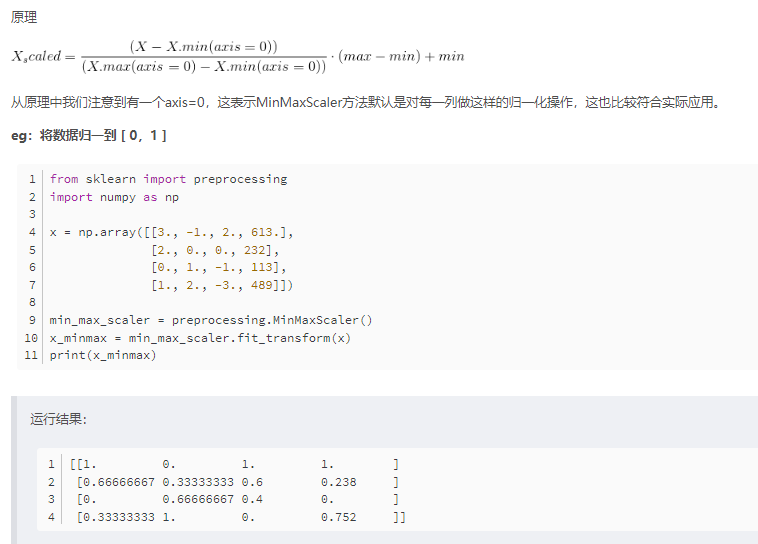 原理
X_scaled = \frac{(X - X.min(axis = 0))}{(X.max(axis = 0) - X.min(axis = 0))} \cdot (max - min) + min
从原理中我们注意到有一个axis=0，这表示MinMaxScaler方法默认是对每一列做这样的归一化操作，这也比较符合实际应用。
eg：将数据归一到 [ 0，1 ]
1 from sklearn import preprocessing
2 import numpy as np
3
4 x = np.array([[3., -1., 2., 613.],
5 [2., 0., 0., 232],
6 [0., 1., -1., 113],
7 [1., 2., -3., 489]])
8
9 min_max_scaler = preprocessing.MinMaxScaler()
10 x_minmax = min_max_scaler.fit_transform(x)
11 print(x_minmax)
运行结果:
1 [[1. 0. 1. 1. ]
2 [0.66666667 0.33333333 0.6 0.238 ]
3 [0. 0.66666667 0.4 0. ]
4 [0.33333333 1. 0. 0.752 ]]